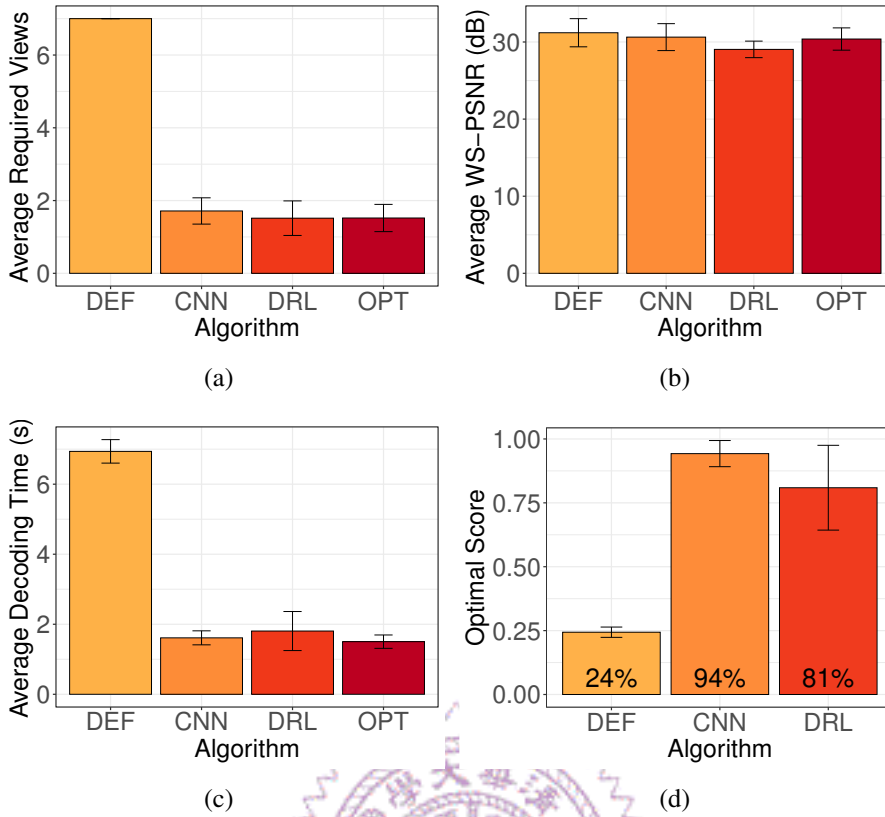 Average Required Views
6
4
2
0
DEF CNN DRL OPT
Algorithm
(a)
Average WS-PSNR (dB)
30
20
10
0
DEF CNN DRL OPT
Algorithm
(b)
Average Decoding Time (s)
6
4
2
0
DEF CNN DRL OPT
Algorithm
(c)
Optimal Score
1.00
0.75
0.50
0.25
0.00
24% 94% 81%
DEF CNN DRL
Algorithm
(d)